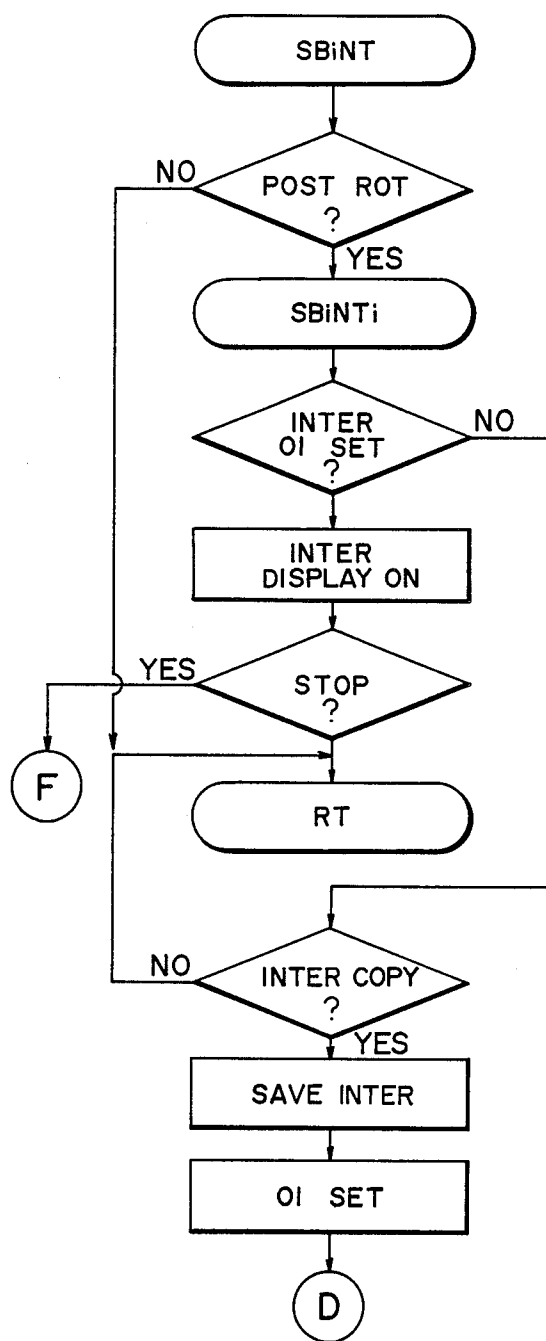 SBiNT
NO
POST ROT
?
YES
SBiNTi
INTER
OI SET
?
NO
INTER
DISPLAY ON
YES
STOP
?
F
RT
NO
INTER COPY
?
YES
SAVE INTER
OI SET
D